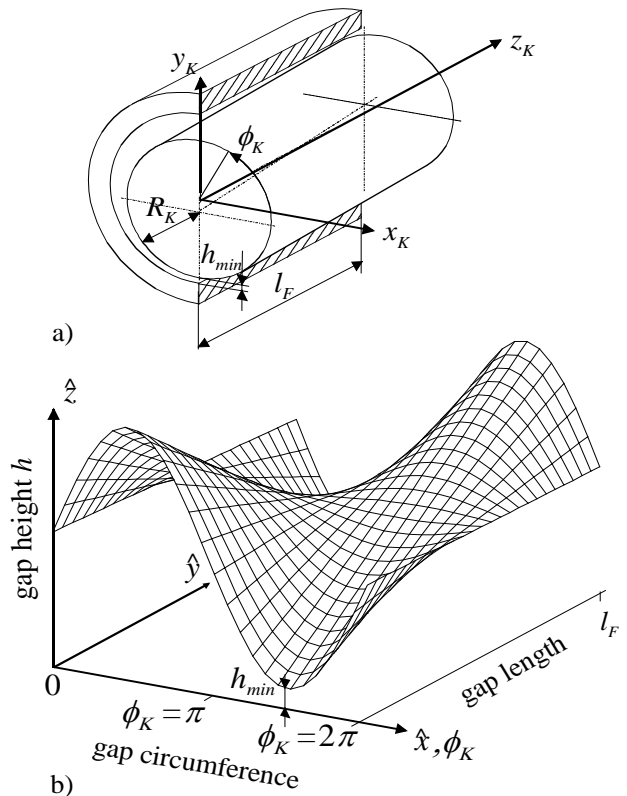 y_K
z_K
ϕ_K
R_K
x_K
h_min
l_F
a)
ẑ
gap height h
ŷ
0
h_min
l_F
gap length
ϕ_K = π
ϕ_K = 2π
x̂ , ϕ_K
gap circumference
b)